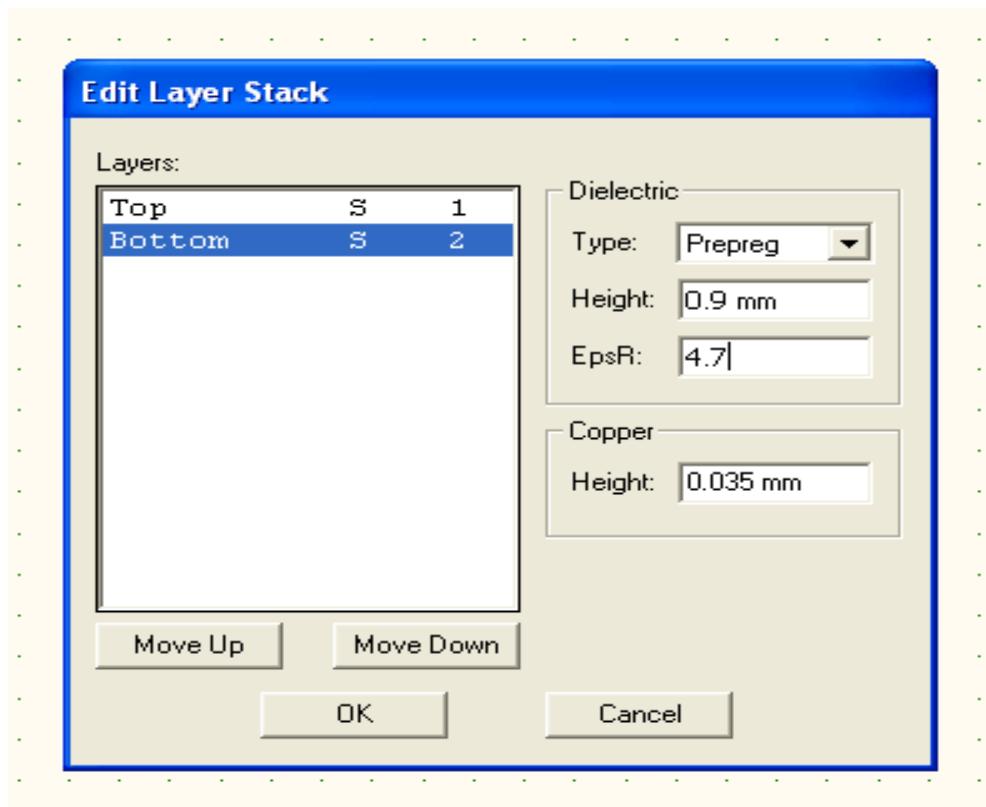 Edit Layer Stack
Layers:
Top S 1
Bottom S 2
Move Up
Move Down
Dielectric
Type: Prepreg
Height: 0.9 mm
EpsR: 4.7
Copper
Height: 0.035 mm
OK
Cancel